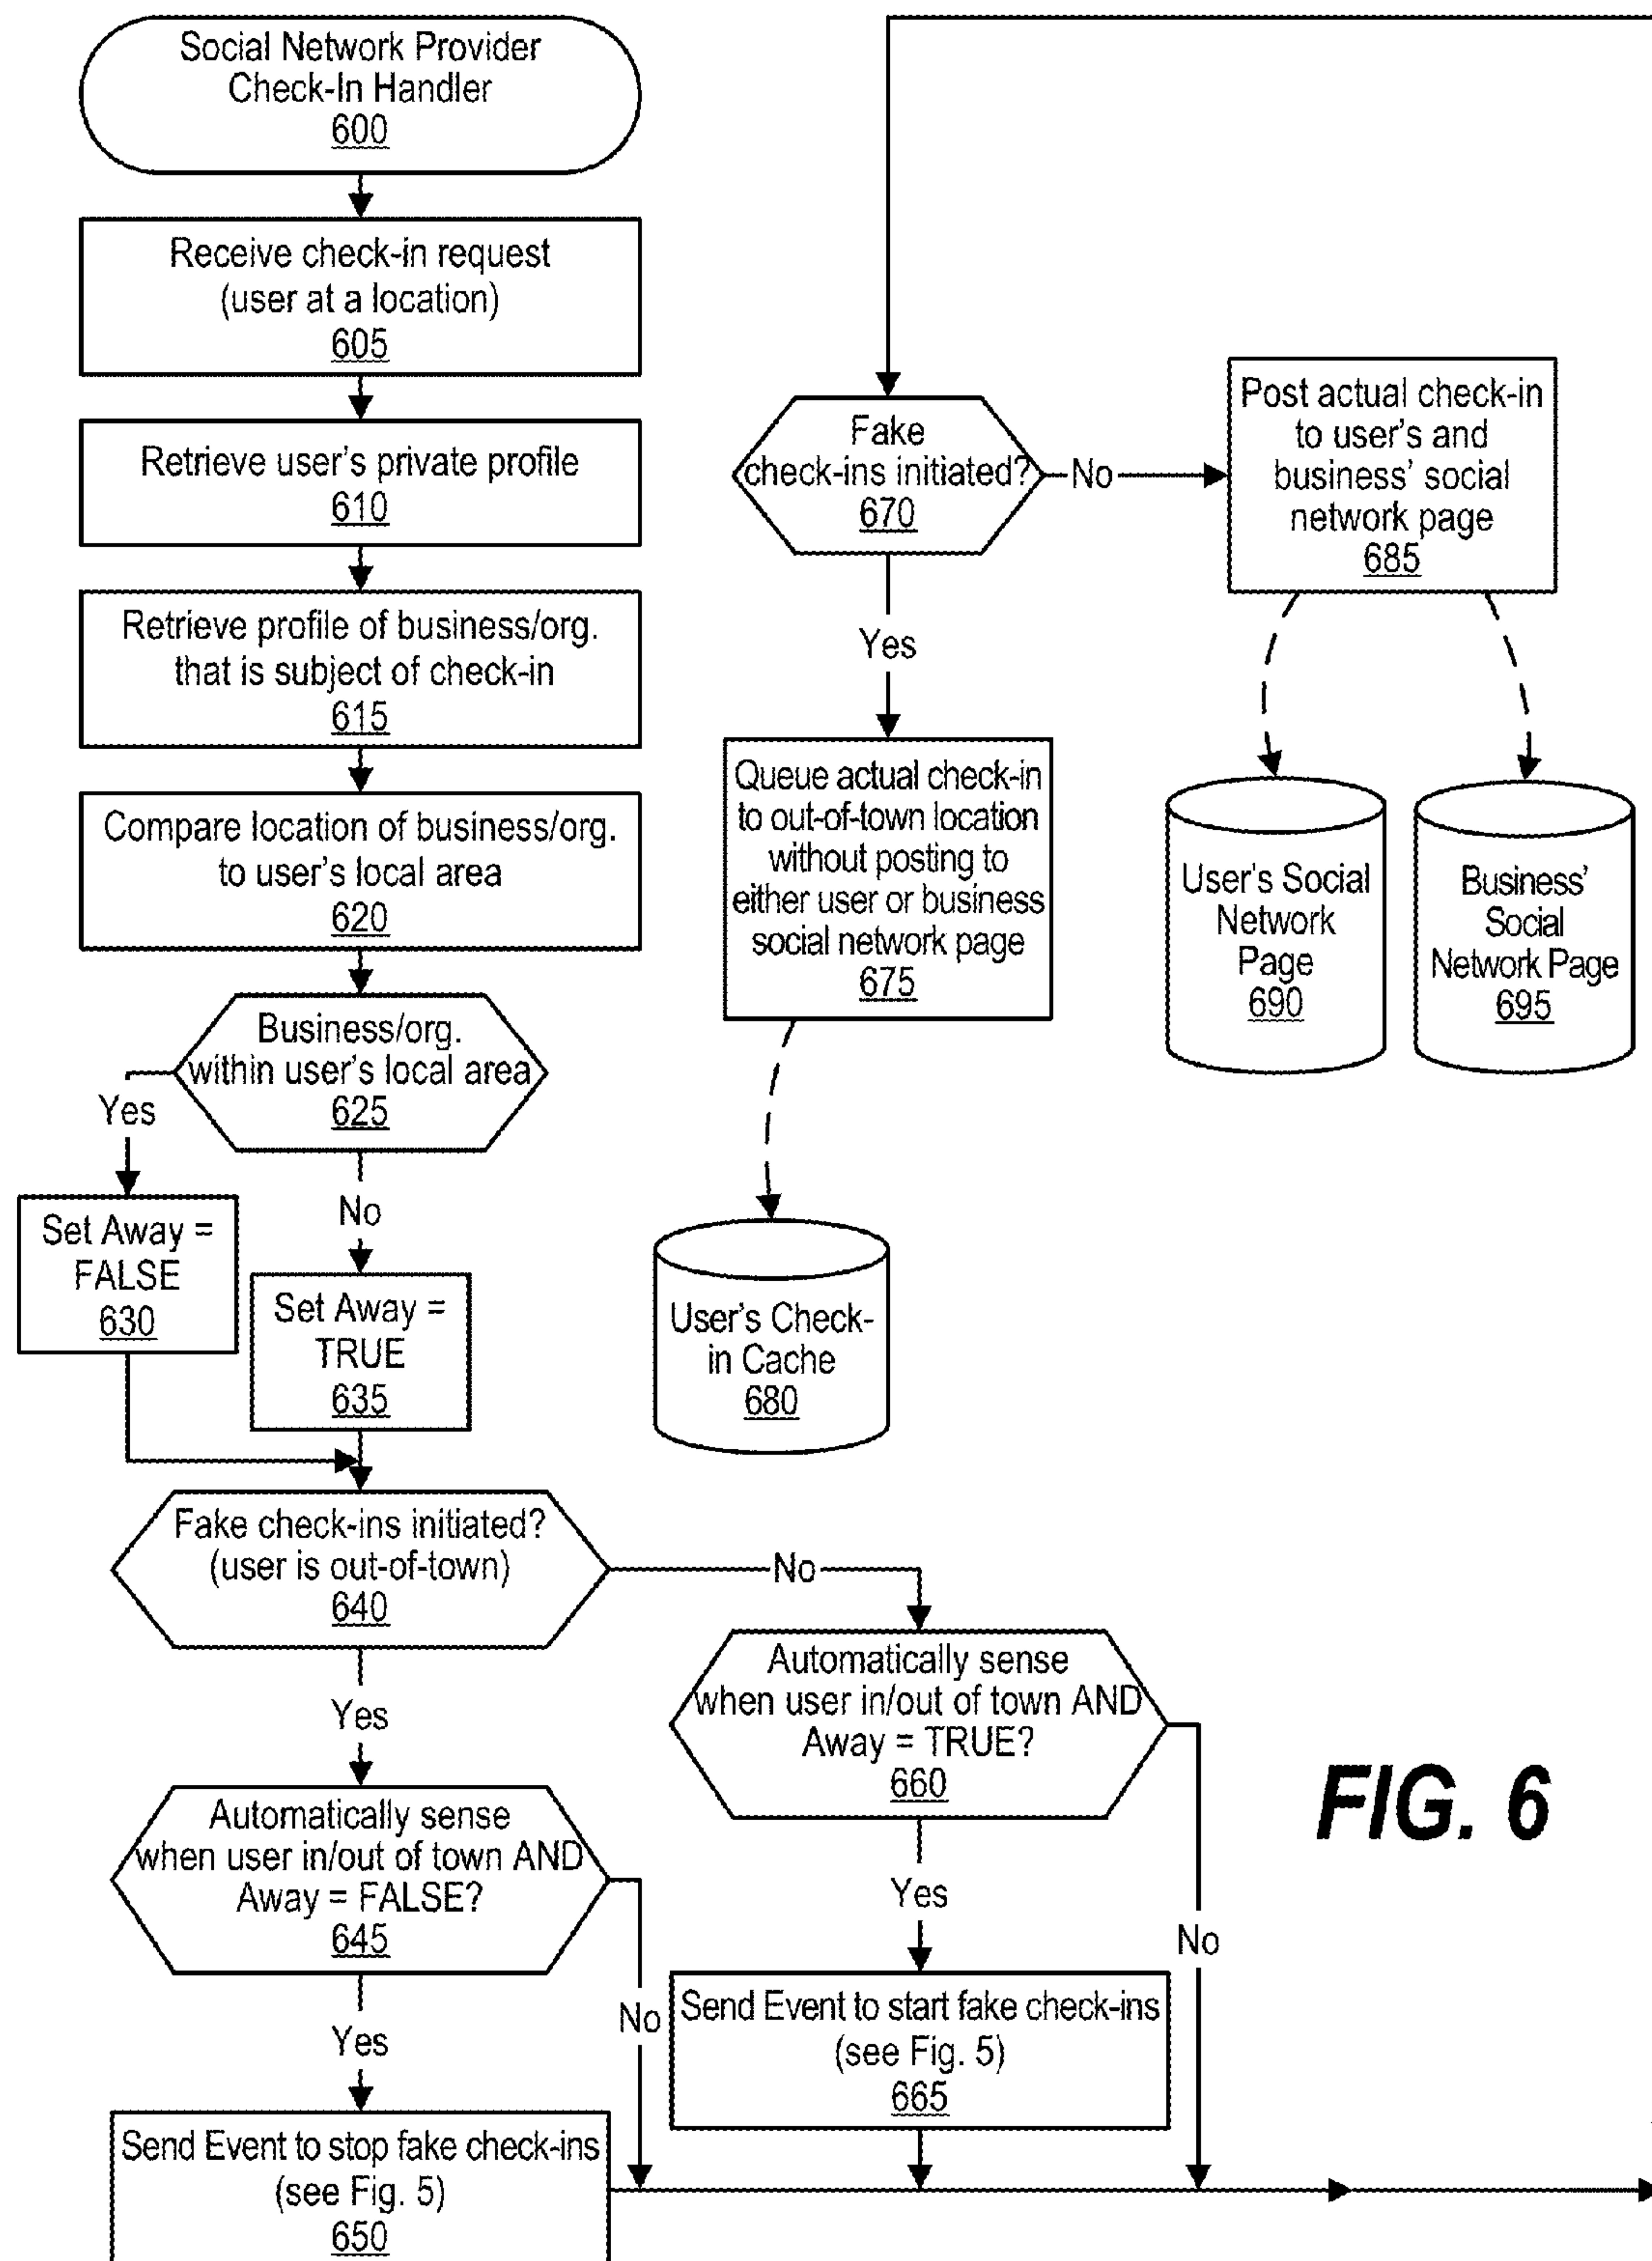 Social Network Provider
Check-In Handler
600
Receive check-in request
(user at a location)
605
Retrieve user's private profile
610
Retrieve profile of business/org.
that is subject of check-in
615
Compare location of business/org.
to user's local area
620
Business/org.
within user's local area
625
Yes
No
Set Away =
FALSE
630
Set Away =
TRUE
635
Fake check-ins initiated?
(user is out-of-town)
640
No
Yes
Automatically sense
when user in/out of town AND
Away = FALSE?
645
No
Yes
Send Event to stop fake check-ins
(see Fig. 5)
650
Automatically sense
when user in/out of town AND
Away = TRUE?
660
Yes
No
Send Event to start fake check-ins
(see Fig. 5)
665
Fake
check-ins initiated?
670
No
Yes
Queue actual check-in
to out-of-town location
without posting to
either user or business
social network page
675
User's Check-
in Cache
680
Post actual check-in
to user's and
business' social
network page
685
User's Social
Network
Page
690
Business'
Social
Network Page
695
FIG. 6